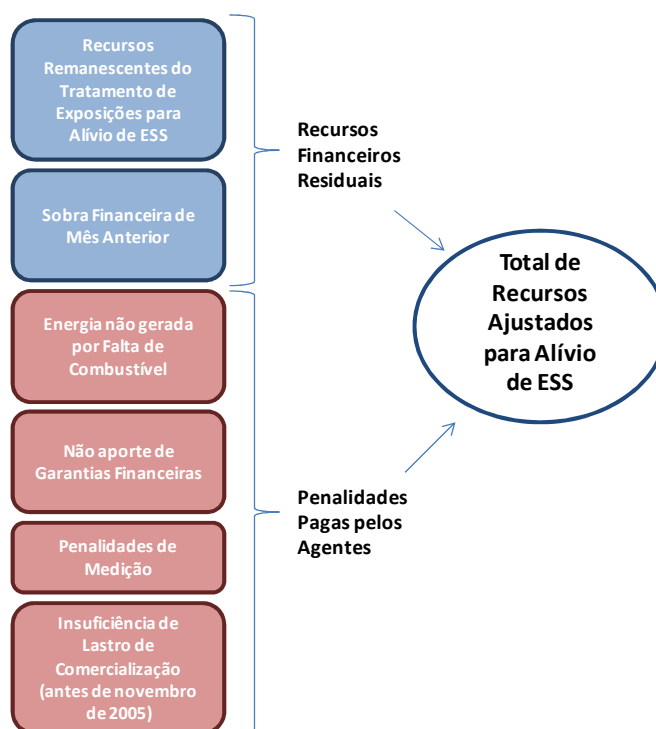 Recursos
Remanescentes do
Tratamento de
Exposições para
Alívio de ESS
Sobra Financeira de
Mês Anterior
Recursos
Financeiros
Residuais
Energia não gerada
por Falta de
Combustível
Não aporte de
Garantias Financeiras
Penalidades de
Medição
Insuficiência de
Lastro de
Comercialização
(antes de novembro
de 2005)
Penalidades
Pagas pelos
Agentes
Total de
Recursos
Ajustados
para Alívio
de ESS